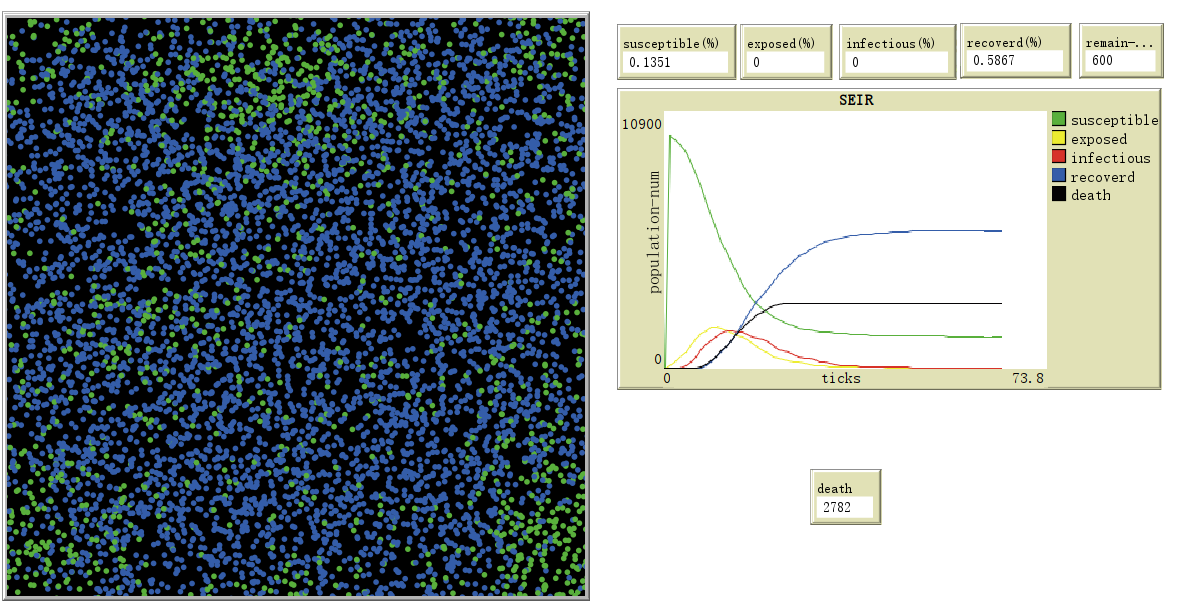 susceptible(%)
0.1351
exposed(%)
0
infectious(%)
0
recoverd(%)
0.5867
remain-...
600
SEIR
10900
population-num
0
0
ticks
73.8
susceptible
exposed
infectious
recoverd
death
death
2782